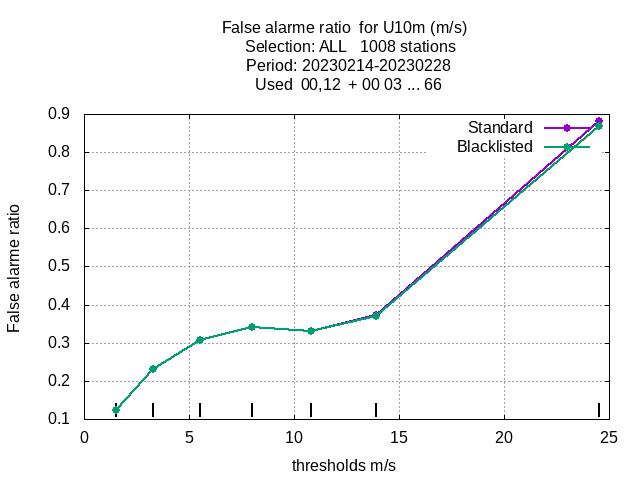 False alarme ratio  for U10m (m/s)
Selection: ALL   1008 stations
Period: 20230214-20230228
Used  00,12  + 00 03 ... 66
Standard
Blacklisted
False alarme ratio
0.9
0.8
0.7
0.6
0.5
0.4
0.3
0.2
0.1
0 5 10 15 20 25
thresholds m/s